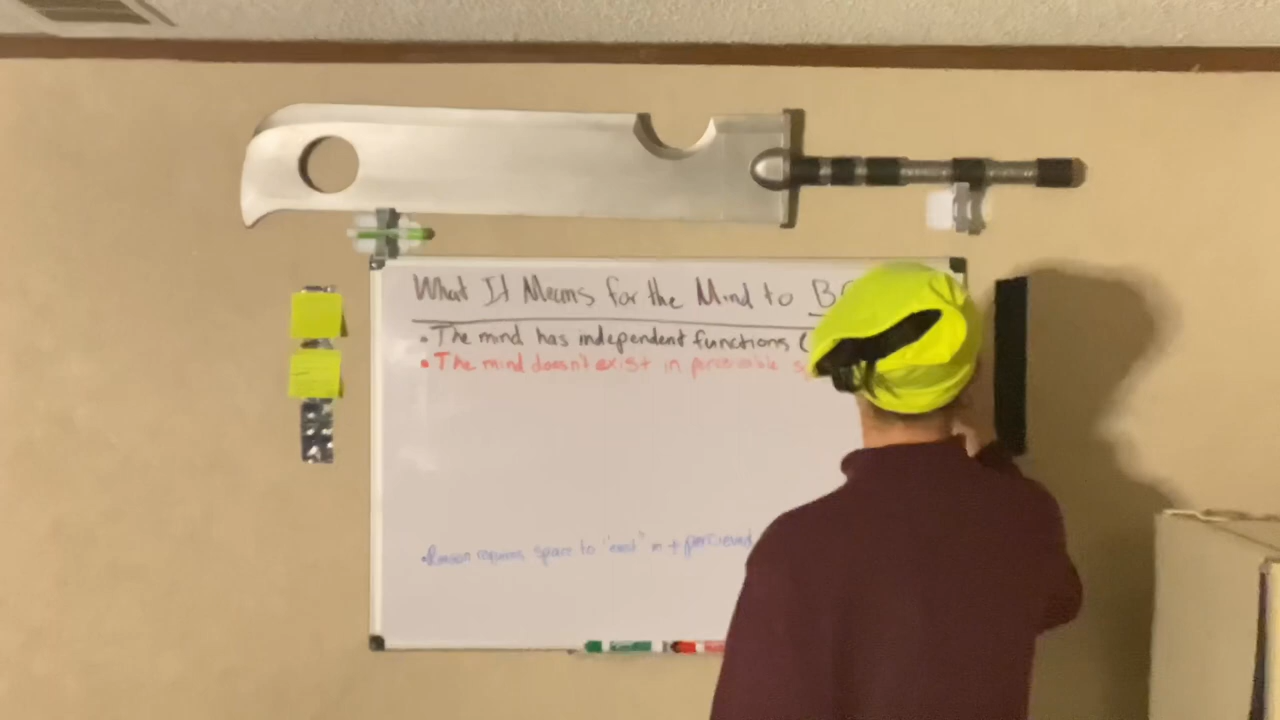 What It Means for the Mind to B
• The mind has independent functions (
• The mind doesn't exist in perceivable s
• Reason requires space to "exist" in + perceived